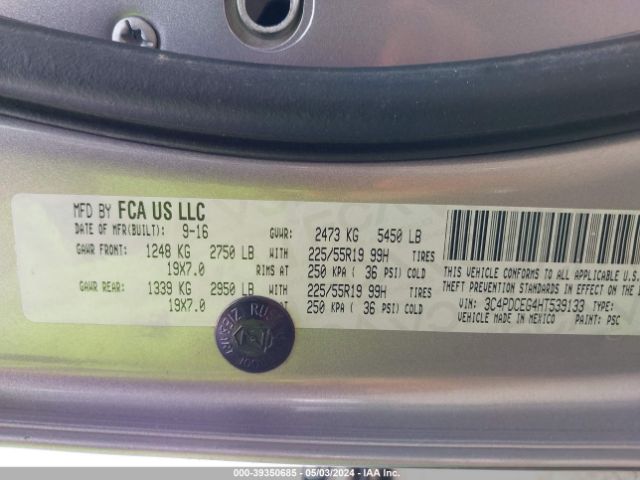 MFD BY FCA US LLC
DATE OF MFR(BUILT): 9-16 GVWR: 2473 KG 5450 LB
GAWR FRONT: 1248 KG 2750 LB WITH 225/55R19 99H TIRES
19X7.0 RIMS AT 250 KPA ( 36 PSI) COLD
GAWR REAR: 1339 KG 2950 LB WITH 225/55R19 99H TIRES
19X7.0 AT 250 KPA ( 36 PSI) COLD
THIS VEHICLE CONFORMS TO ALL
THEFT PREVENTION STANDARDS IN EFFECT ON THE
VIN: 3C4PDCEG4HT539133 TYPE:
VEHICLE MADE IN MEXICO PAINT: PSC
000-39350685 - 05/03/2024 - IAA Inc.